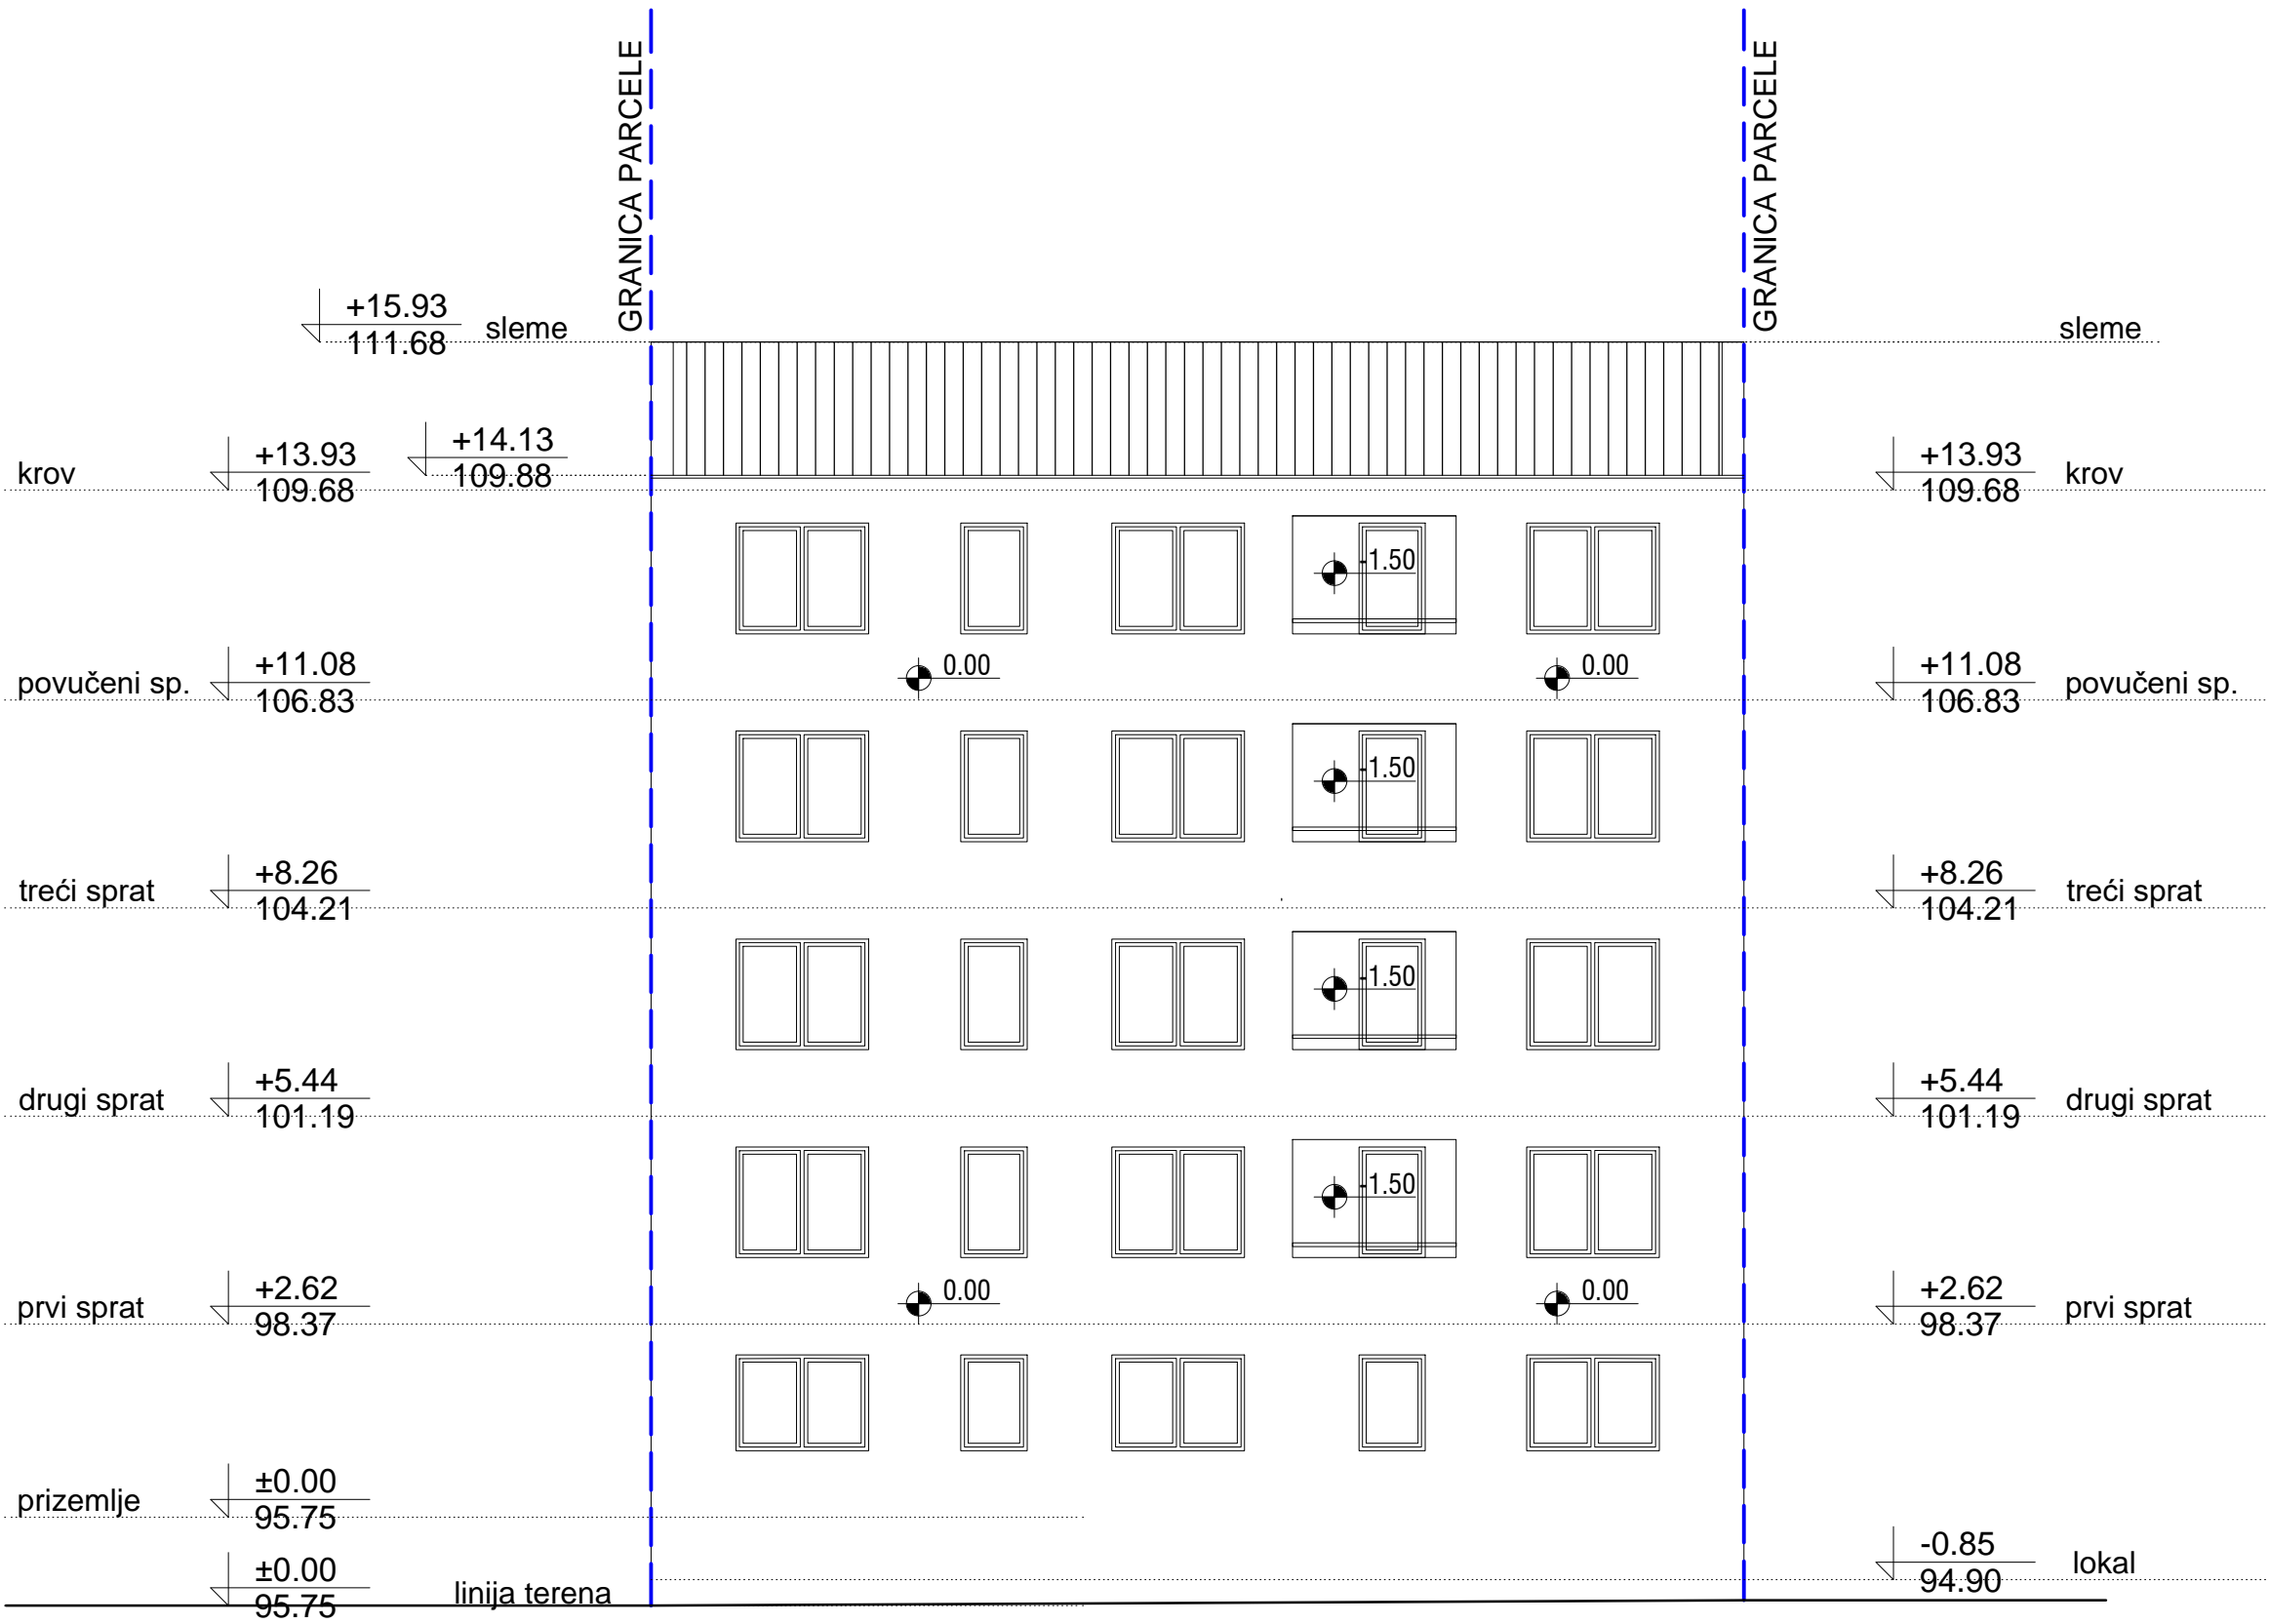 GRANICA PARCELE
GRANICA PARCELE
+15.93
111.68
sleme
sleme
+14.13
109.88
krov
+13.93
109.68
+13.93
109.68
krov
-1.50
0.00
0.00
povučeni sp.
+11.08
106.83
+11.08
106.83
povučeni sp.
-1.50
treći sprat
+8.26
104.21
+8.26
104.21
treći sprat
-1.50
drugi sprat
+5.44
101.19
+5.44
101.19
drugi sprat
-1.50
0.00
0.00
prvi sprat
+2.62
98.37
+2.62
98.37
prvi sprat
prizemlje
±0.00
95.75
-0.85
94.90
lokal
±0.00
95.75
linija terena